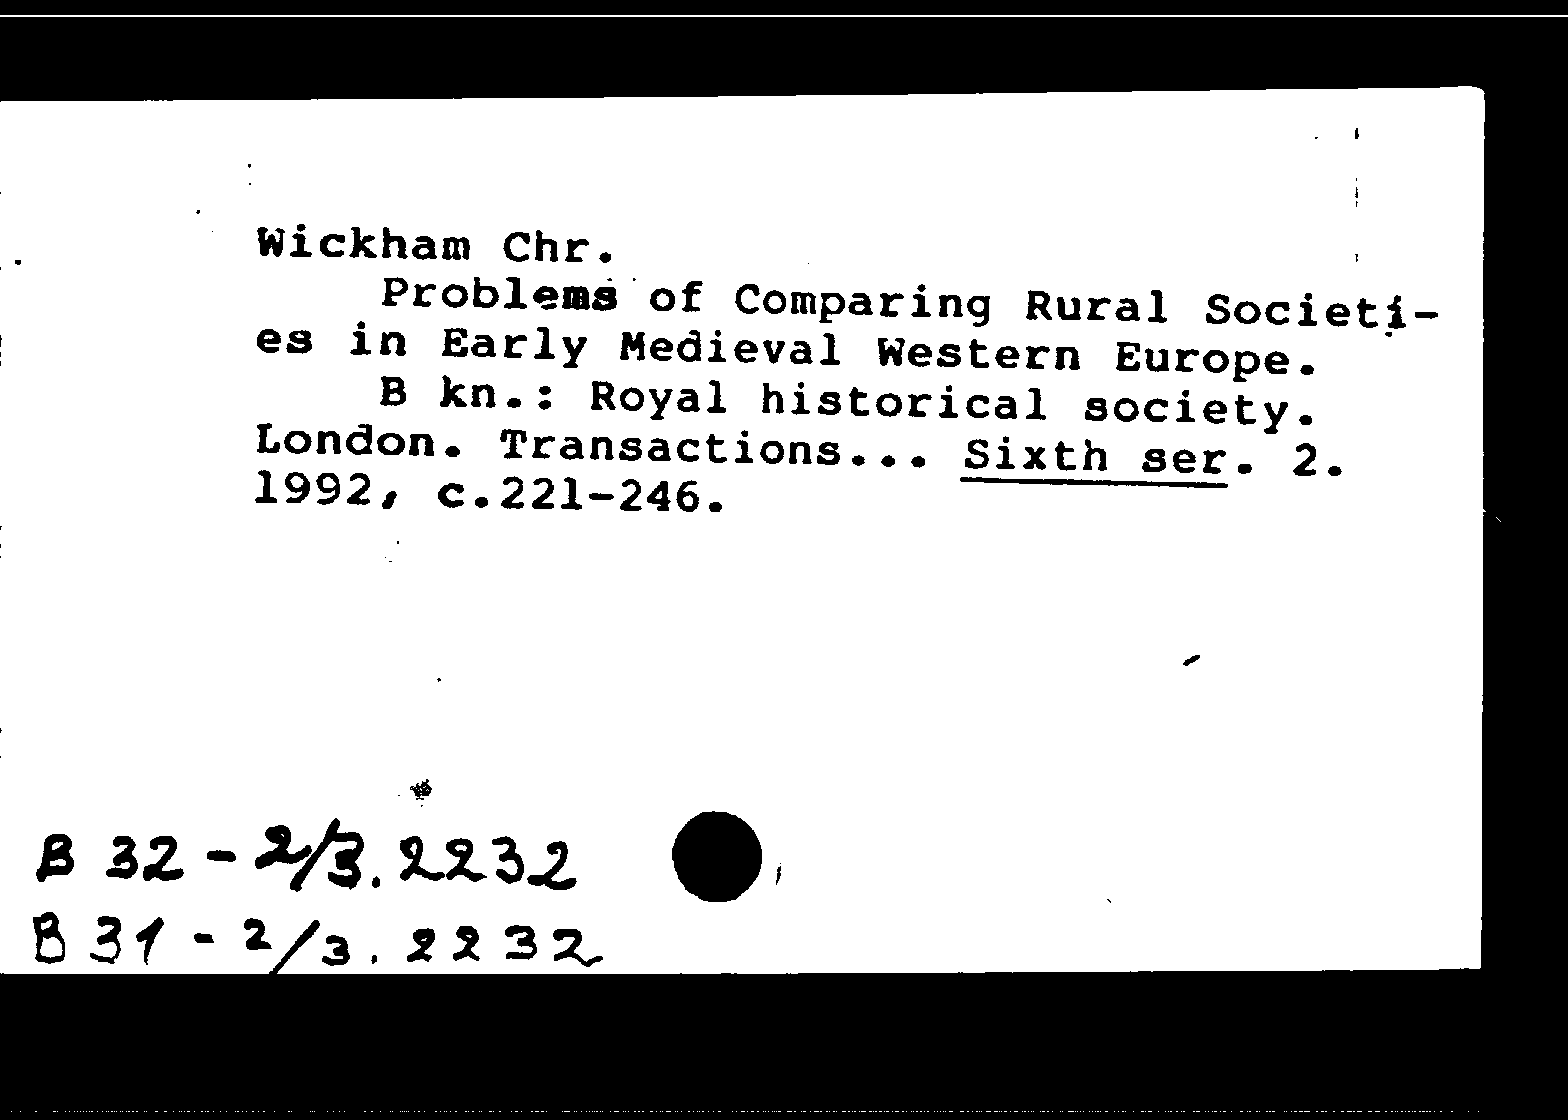 Wickham Chr.
Problems of Comparing Rural Societi-
es in Early Medieval Western Europe.
B kn.: Royal historical society.
London. Transactions... Sixth ser. 2.
1992, c.221-246.
B 32 - 2/3. 2232
B 31 - 2/3. 2232